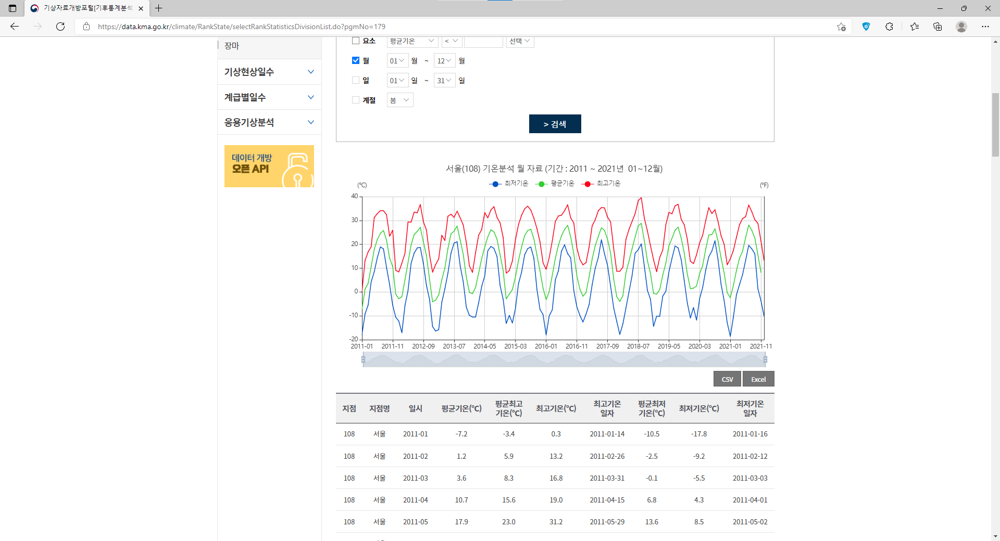 기상자료개방포털[기후통계분석
https://data.kma.go.kr/climate/RankState/selectRankStatisticsDivisionList.do?pgmNo=179
장마
기상현상일수
계급별일수
응용기상분석
데이터 개방
오픈 API
요소 평균기온 < 선택
월 01 월 ~ 12 월
일 01 일 ~ 31 일
계절 봄
> 검색
서울(108) 기온분석 월 자료 (기간 : 2011 ~ 2021년 01~12월)
최저기온 평균기온 최고기온
(℃) (℉)
40
30
20
10
0
-10
-20
2011-01 2011-11 2012-09 2013-07 2014-05 2015-03 2016-01 2016-11 2017-09 2018-07 2019-05 2020-03 2021-01 2021-11
CSV Excel
지점 지점명 일시 평균기온(℃) 평균최고 기온(℃) 최고기온(℃) 최고기온 일자 평균최저 기온(℃) 최저기온(℃) 최저기온 일자
108 서울 2011-01 -7.2 -3.4 0.3 2011-01-14 -10.5 -17.8 2011-01-16
108 서울 2011-02 1.2 5.9 13.2 2011-02-26 -2.5 -9.2 2011-02-12
108 서울 2011-03 3.6 8.3 16.8 2011-03-31 -0.1 -5.5 2011-03-03
108 서울 2011-04 10.7 15.6 19.0 2011-04-15 6.8 4.3 2011-04-01
108 서울 2011-05 17.9 23.0 31.2 2011-05-29 13.6 8.5 2011-05-02